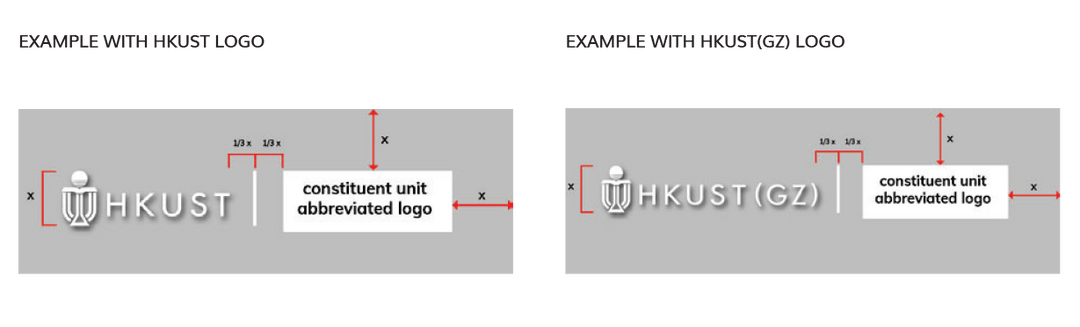 EXAMPLE WITH HKUST LOGO
EXAMPLE WITH HKUST(GZ) LOGO
x
1/3 x 1/3 x
x
HKUST
constituent unit
abbreviated logo
x
x
1/3 x 1/3 x
x
HKUST(GZ)
constituent unit
abbreviated logo
x